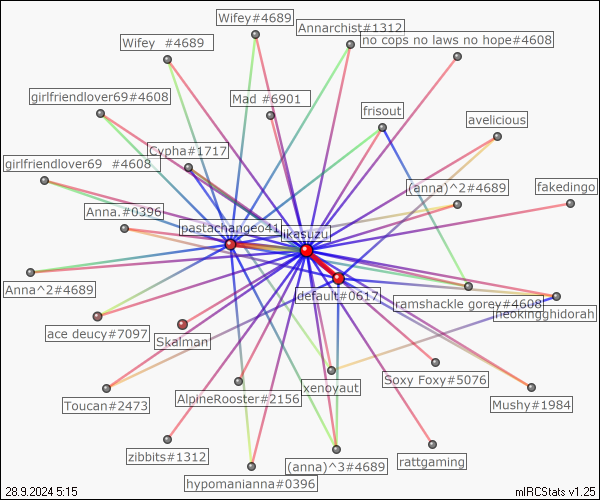 Wifey#4689
Annarchist#1312
Wifey  #4689
no cops no laws no hope#4608
girlfriendlover69#4608
Mad #6901
frisout
avelicious
Cypha#1717
girlfriendlover69  #4608
(anna)^2#4689
fakedingo
Anna.#0396
pastachangeo41
ikasuzu
Anna^2#4689
default#0617
ramshackle gorey#4608
neokingghidorah
ace deucy#7097
Skalman
xenoyaut
Soxy Foxy#5076
Toucan#2473
AlpineRooster#2156
Mushy#1984
zibbits#1312
(anna)^3#4689
rattgaming
hypomanianna#0396
28.9.2024 5:15
mIRCStats v1.25